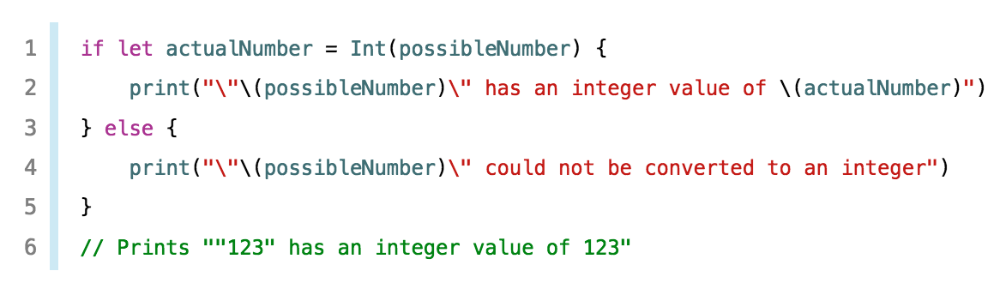 1 if let actualNumber = Int(possibleNumber) {
2     print("\"\(possibleNumber)\" has an integer value of \(actualNumber)")
3 } else {
4     print("\"\(possibleNumber)\" could not be converted to an integer")
5 }
6 // Prints ""123" has an integer value of 123"